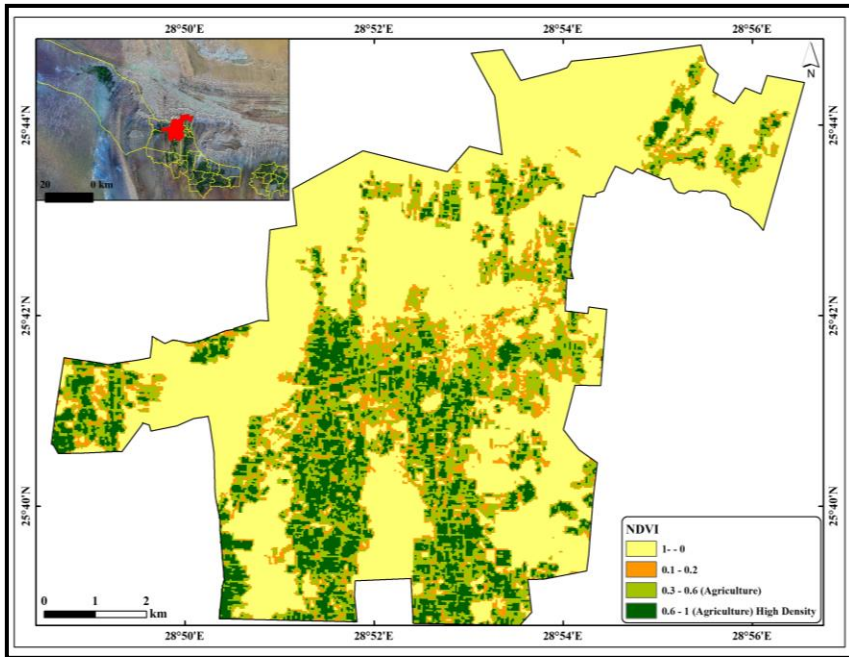 28°50'E 28°52'E 28°54'E 28°56'E
20 0 km
N
25°44'N 25°44'N
25°42'N 25°42'N
25°40'N 25°40'N
NDVI
1- - 0
0.1 - 0.2
0.3 - 0.6 (Agriculture)
0.6 - 1 (Agriculture) High Density
0 1 2
km
28°50'E 28°52'E 28°54'E 28°56'E